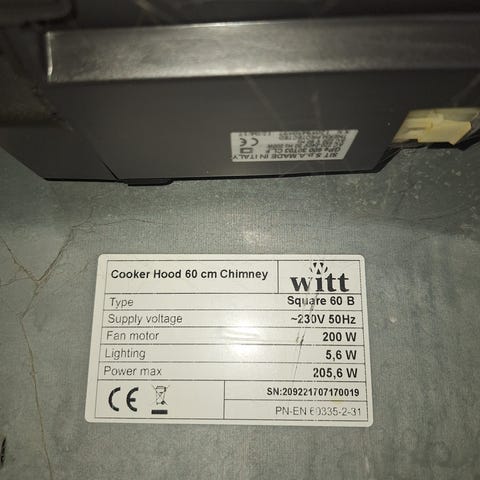 SIT S.p.A. MADE IN ITALY
Cooker Hood 60 cm Chimney
witt
Type Square 60 B
Supply voltage ~230V 50Hz
Fan motor 200 W
Lighting 5,6 W
Power max 205,6 W
CE
SN:209221707170019
PN-EN 60335-2-31